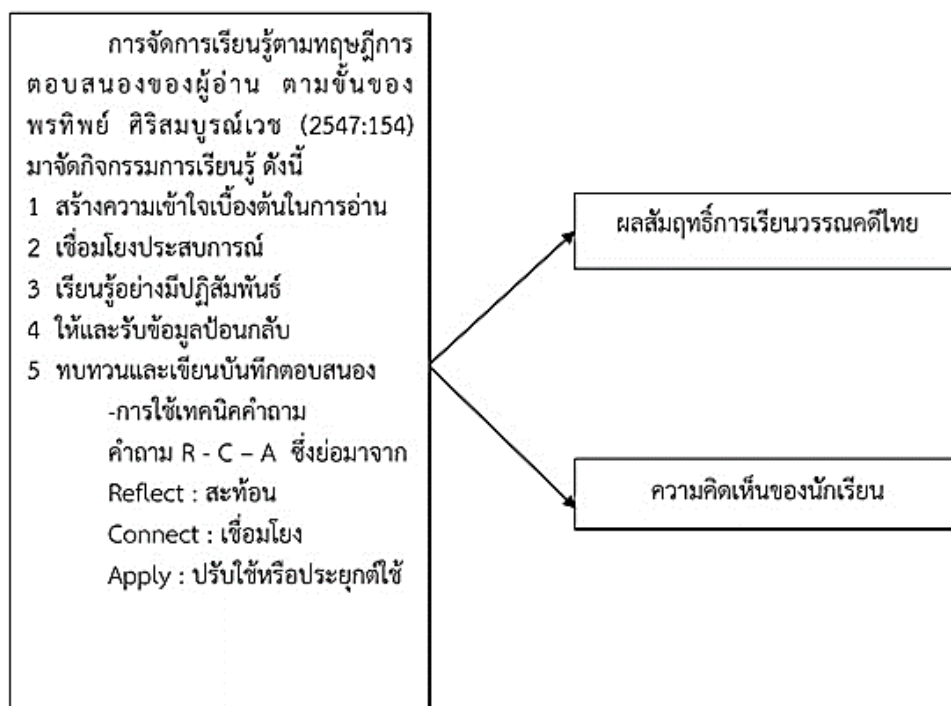 การจัดการเรียนรู้ตามทฤษฎีการ
ตอบสนองของผู้อ่าน ตามขั้นของ
พรทิพย์ ศิริสมบูรณ์เวช (2547:154)
มาจัดกิจกรรมการเรียนรู้ ดังนี้
1 สร้างความเข้าใจเบื้องต้นในการอ่าน
2 เชื่อมโยงประสบการณ์
3 เรียนรู้อย่างมีปฏิสัมพันธ์
4 ให้และรับข้อมูลป้อนกลับ
5 ทบทวนและเขียนบันทึกตอบสนอง
-การใช้เทคนิคคำถาม
คำถาม R - C – A ซึ่งย่อมาจาก
Reflect : สะท้อน
Connect : เชื่อมโยง
Apply : ปรับใช้หรือประยุกต์ใช้
ผลสัมฤทธิ์การเรียนวรรณคดีไทย
ความคิดเห็นของนักเรียน